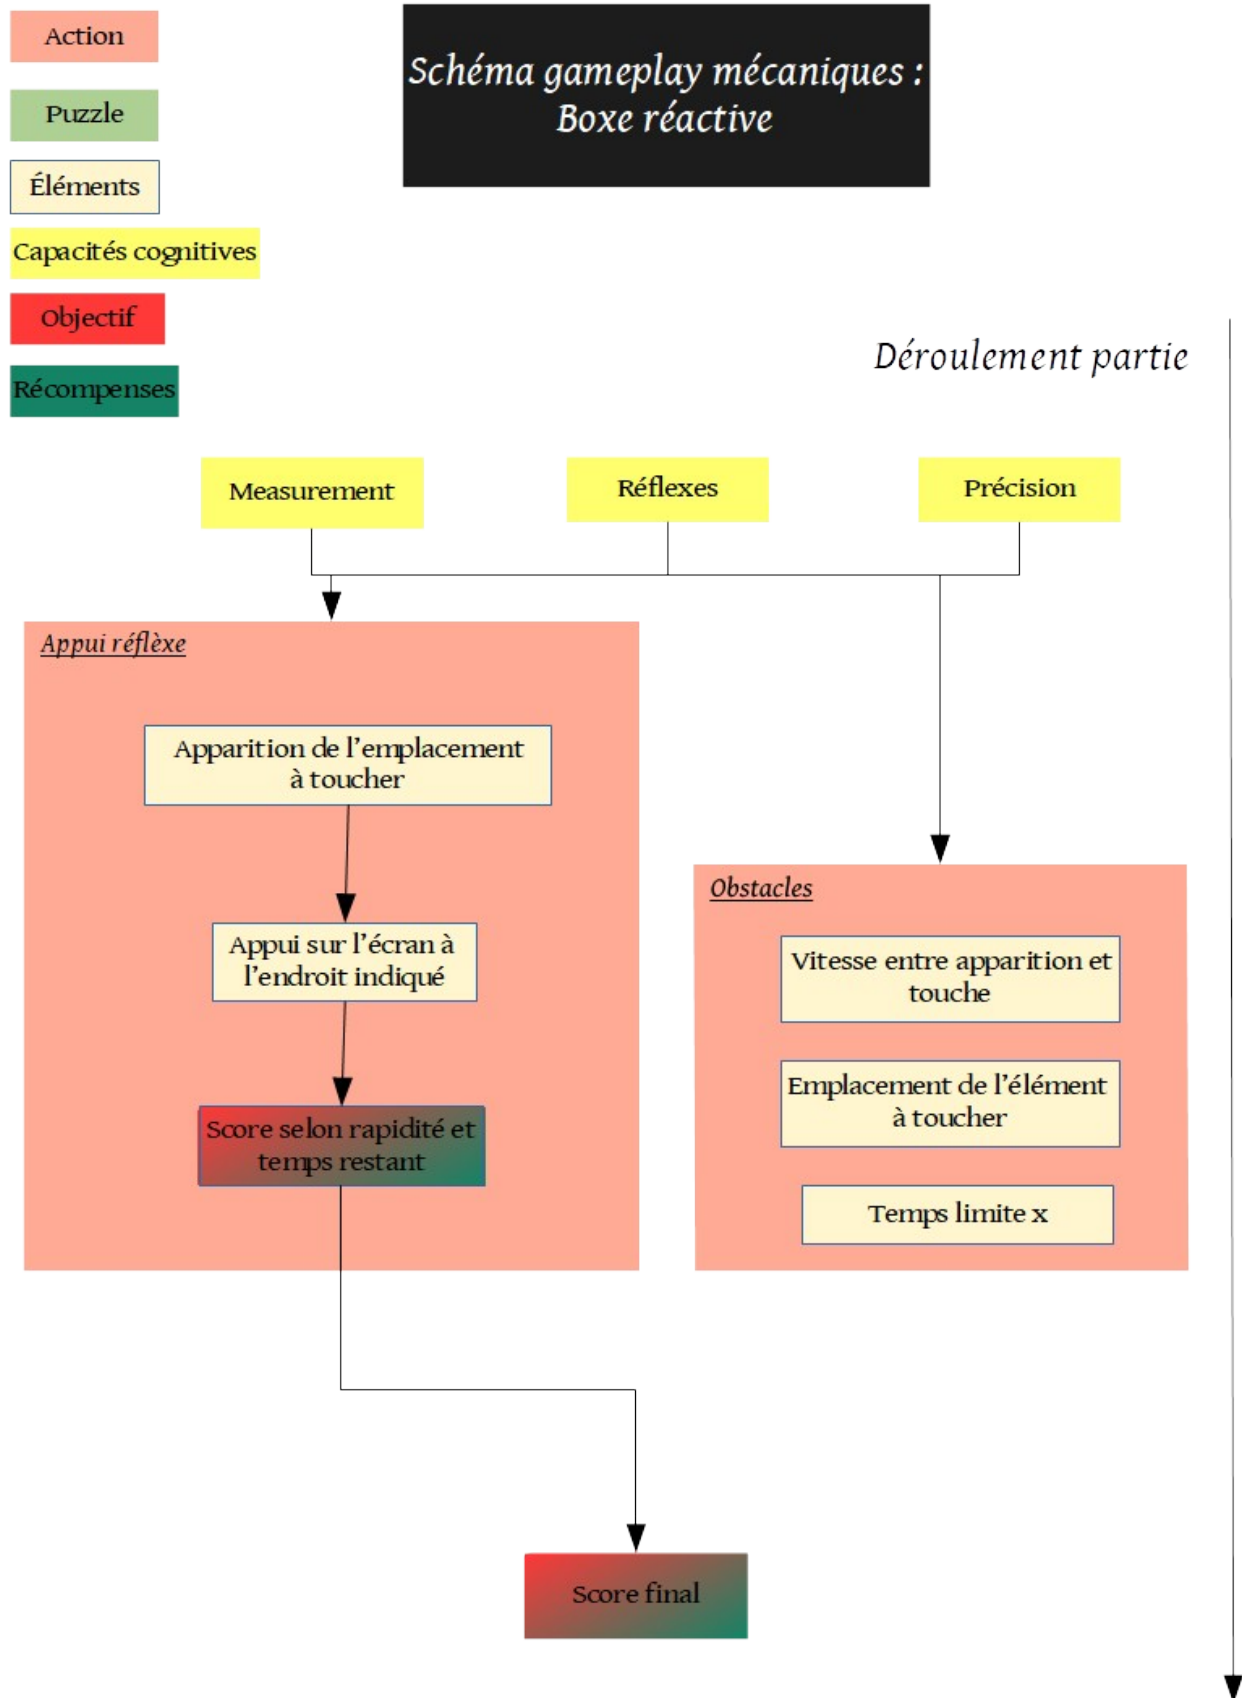 Action
Schéma gameplay mécaniques :
Boxe réactive
Puzzle
Éléments
Capacités cognitives
Objectif
Récompenses
Déroulement partie
Measurement
Réflexes
Précision
Appui réflèxe
Apparition de l’emplacement
à toucher
Appui sur l’écran à
l’endroit indiqué
Score selon rapidité et
temps restant
Obstacles
Vitesse entre apparition et
touche
Emplacement de l’élément
à toucher
Temps limite x
Score final